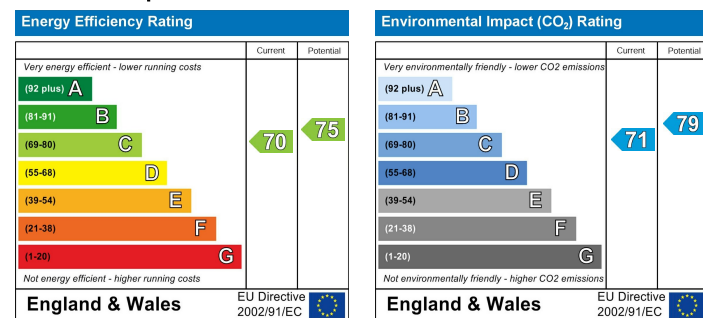 Energy Efficiency Rating
Current Potential
Very energy efficient - lower running costs
(92 plus) A
(81-91) B
(69-80) C
(55-68) D
(39-54) E
(21-38) F
(1-20) G
70
75
Not energy efficient - higher running costs
England & Wales
EU Directive
2002/91/EC
Environmental Impact (CO₂) Rating
Current Potential
Very environmentally friendly - lower CO2 emissions
(92 plus) A
(81-91) B
(69-80) C
(55-68) D
(39-54) E
(21-38) F
(1-20) G
71
79
Not environmentally friendly - higher CO2 emissions
England & Wales
EU Directive
2002/91/EC